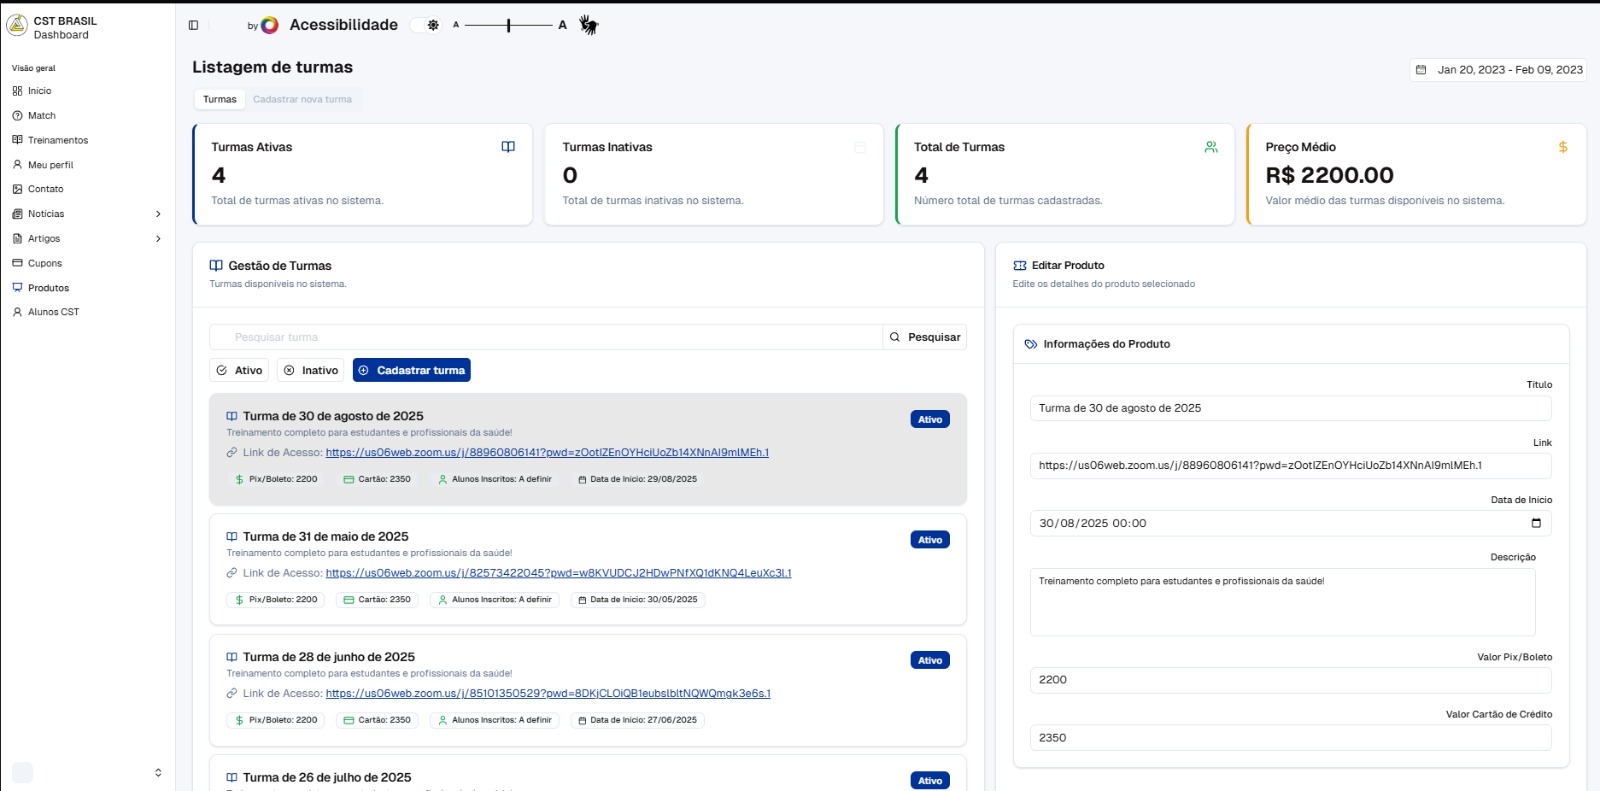 CST BRASIL
Dashboard
Visão geral
Início
Match
Treinamentos
Meu perfil
Contato
Notícias
Artigos
Cupons
Produtos
Alunos CST
by Acessibilidade
A A
Listagem de turmas
Jan 20, 2023 - Feb 09, 2023
Turmas Cadastrar nova turma
Turmas Ativas
4
Total de turmas ativas no sistema.
Turmas Inativas
0
Total de turmas inativas no sistema.
Total de Turmas
4
Número total de turmas cadastradas.
Preço Médio
R$ 2200.00
Valor médio das turmas disponíveis no sistema.
Gestão de Turmas
Turmas disponíveis no sistema.
Pesquisar turma
Pesquisar
Ativo Inativo Cadastrar turma
Turma de 30 de agosto de 2025
Ativo
Treinamento completo para estudantes e profissionais da saúde!
Link de Acesso: https://us06web.zoom.us/j/88960806141?pwd=zOotIZEnOYHciUoZb14XNnAI9mlMEh.1
Pix/Boleto: 2200 Cartão: 2350 Alunos Inscritos: A definir Data de Início: 29/08/2025
Turma de 31 de maio de 2025
Ativo
Treinamento completo para estudantes e profissionais da saúde!
Link de Acesso: https://us06web.zoom.us/j/82573422045?pwd=w8KVUDCJ2HDwPNfXQ1dKNQ4LeuXc3l.1
Pix/Boleto: 2200 Cartão: 2350 Alunos Inscritos: A definir Data de Início: 30/05/2025
Turma de 28 de junho de 2025
Ativo
Treinamento completo para estudantes e profissionais da saúde!
Link de Acesso: https://us06web.zoom.us/j/85101350529?pwd=8DKjCLOiQB1eubslbltNQWQmgk3e6s.1
Pix/Boleto: 2200 Cartão: 2350 Alunos Inscritos: A definir Data de Início: 27/06/2025
Turma de 26 de julho de 2025
Ativo
Editar Produto
Edite os detalhes do produto selecionado
Informações do Produto
Título
Turma de 30 de agosto de 2025
Link
https://us06web.zoom.us/j/88960806141?pwd=zOotIZEnOYHciUoZb14XNnAI9mlMEh.1
Data de Início
30/08/2025 00:00
Descrição
Treinamento completo para estudantes e profissionais da saúde!
Valor Pix/Boleto
2200
Valor Cartão de Crédito
2350